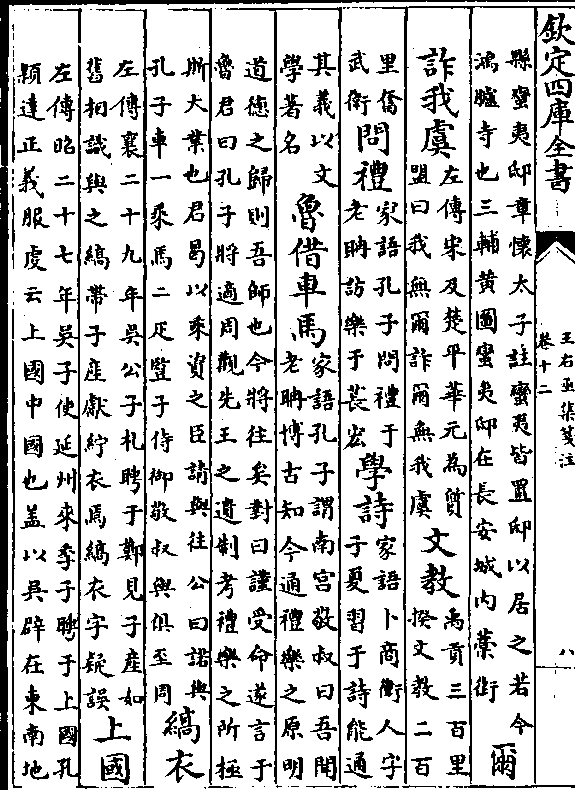 欽定四庫全書
王右丞集箋注
卷十二
八
縣蠻夷邸章懷太子註蠻夷皆置邸以居之若今
鴻臚寺也三輔黃圖蠻夷邸在長安城内藁街
爾
詐我虞
左傳宋及楚平華元為質
盟曰我無爾詐爾無我虞
文教
禹貢三百里
揆文教二百
里奮
武衛
問禮
家語孔子問禮于
老聃訪樂于萇宏
學詩
家語卜商衛人字
子夏習于詩能通
其義以文
學著名
魯借車馬
家語孔子謂南宫敬叔曰吾聞
老聃博古知今通禮樂之原明
道德之歸則吾師也今將往矣對曰謹受命遂言于
魯君曰孔子將適周觀先王之遺制考禮樂之所極
斯大業也君曷以乘資之臣請與往公曰諾與
孔子車一乘馬二疋豎子侍御敬叔與俱至周
縞衣
左傳襄二十九年吳公子札聘于鄭見子產如
舊相識與之縞帶子產獻紵衣焉縞衣字疑誤
上國
左傳昭二十七年吳子使延州來季子聘于上國孔
穎達正義服虔云上國中國也葢以吳辟在東南地